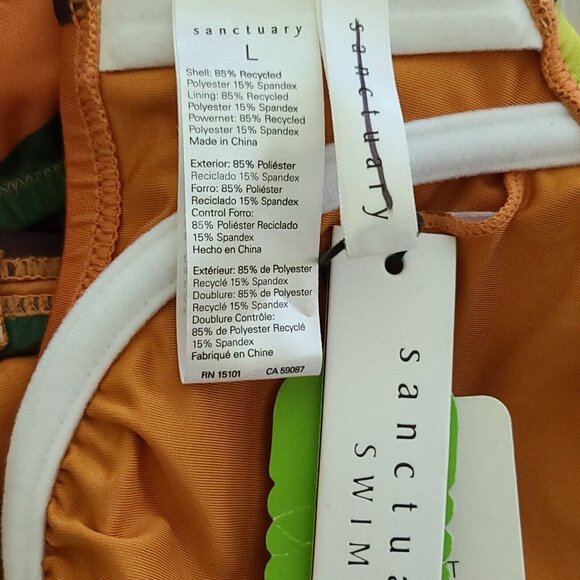 sanctuary
L
Shell: 85% Recycled
Polyester 15% Spandex
Lining: 85% Recycled
Polyester 15% Spandex
Powernet: 85% Recycled
Polyester 15% Spandex
Made in China
Exterior: 85% Poliéster
Reciclado 15% Spandex
Forro: 85% Poliéster
Reciclado 15% Spandex
Control Forro:
85% Poliéster Reciclado
15% Spandex
Hecho en China
Extérieur: 85% de Polyester
Recyclé 15% Spandex
Doublure: 85% de Polyester
Recyclé 15% Spandex
Doublure Contrôle:
85% de Polyester Recyclé
15% Spandex
Fabriqué en Chine
RN 15101 CA 59087
sanctuary
sanctua
SWIM
T